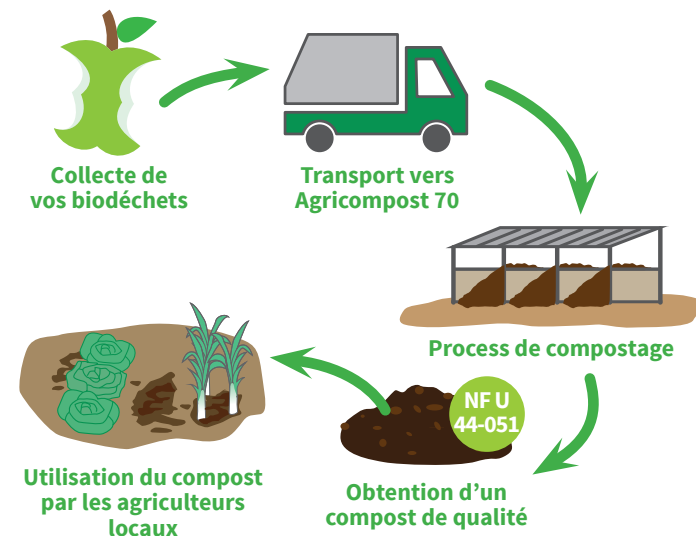 Collecte de
vos biodéchets
Transport vers
Agricompost 70
Process de compostage
NF U
44-051
Obtention d’un
compost de qualité
Utilisation du compost
par les agriculteurs
locaux